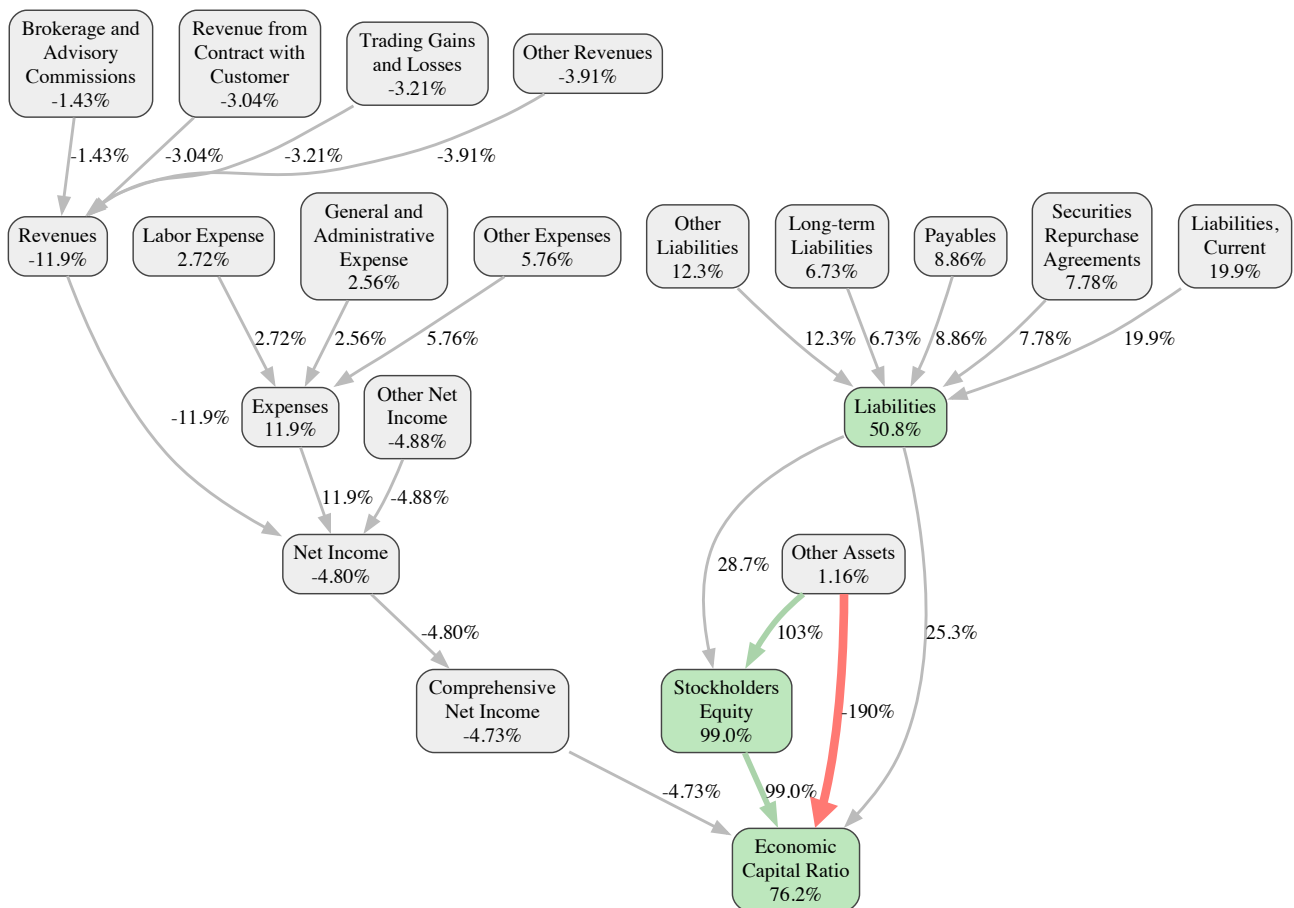 Brokerage and
Advisory
Commissions
-1.43%
Revenue from
Contract with
Customer
-3.04%
Trading Gains
and Losses
-3.21%
Other Revenues
-3.91%
-1.43%
-3.04%
-3.21%
-3.91%
Revenues
-11.9%
Labor Expense
2.72%
General and
Administrative
Expense
2.56%
Other Expenses
5.76%
Other
Liabilities
12.3%
Long-term
Liabilities
6.73%
Payables
8.86%
Securities
Repurchase
Agreements
7.78%
Liabilities,
Current
19.9%
2.72%
2.56%
5.76%
12.3%
6.73%
8.86%
7.78%
19.9%
-11.9%
Expenses
11.9%
Other Net
Income
-4.88%
Liabilities
50.8%
11.9%
-4.88%
Net Income
-4.80%
28.7%
Other Assets
1.16%
-4.80%
103%
25.3%
Comprehensive
Net Income
-4.73%
Stockholders
Equity
99.0%
-190%
-4.73%
99.0%
Economic
Capital Ratio
76.2%